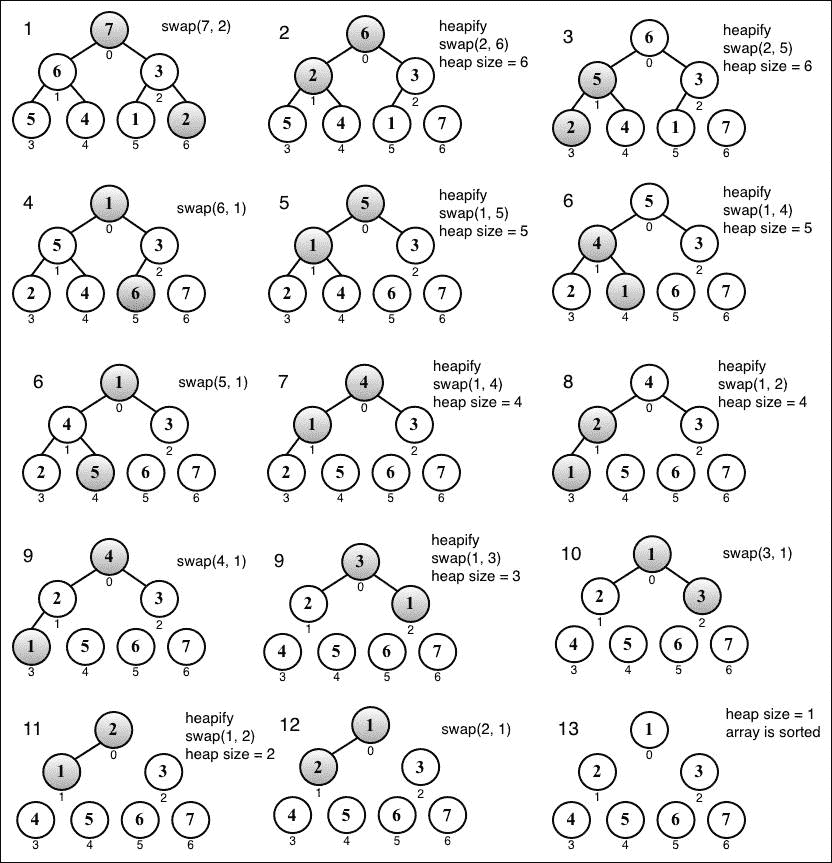 1
swap(7, 2)
7
0
6 3
1 2
5 4 1 2
3 4 5 6
2
heapify
swap(2, 6)
heap size = 6
6
0
2 3
1 2
5 4 1 7
3 4 5 6
3
heapify
swap(2, 5)
heap size = 6
6
0
5 3
1 2
2 4 1 7
3 4 5 6
4
swap(6, 1)
1
0
5 3
1 2
2 4 6 7
3 4 5 6
5
heapify
swap(1, 5)
heap size = 5
5
0
1 3
1 2
2 4 6 7
3 4 5 6
6
heapify
swap(1, 4)
heap size = 5
5
0
4 3
1 2
2 1 6 7
3 4 5 6
6
swap(5, 1)
1
0
4 3
1 2
2 5 6 7
3 4 5 6
7
heapify
swap(1, 4)
heap size = 4
4
0
1 3
1 2
2 5 6 7
3 4 5 6
8
heapify
swap(1, 2)
heap size = 4
4
0
2 3
1 2
1 5 6 7
3 4 5 6
9
swap(4, 1)
4
0
2 3
1 2
1 5 6 7
3 4 5 6
9
heapify
swap(1, 3)
heap size = 3
3
0
2 1
1 2
4 5 6 7
3 4 5 6
10
swap(3, 1)
1
0
2 3
1 2
4 5 6 7
3 4 5 6
11
heapify
swap(1, 2)
heap size = 2
2
0
1 3
1 2
4 5 6 7
3 4 5 6
12
swap(2, 1)
1
0
2 3
1 2
4 5 6 7
3 4 5 6
13
heap size = 1
array is sorted
1
0
2 3
1 2
4 5 6 7
3 4 5 6